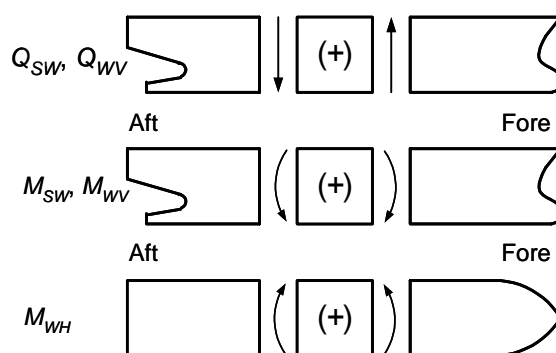 Q_SW, Q_WV (+)
Aft Fore
M_SW, M_WV (+)
Aft Fore
M_WH (+)